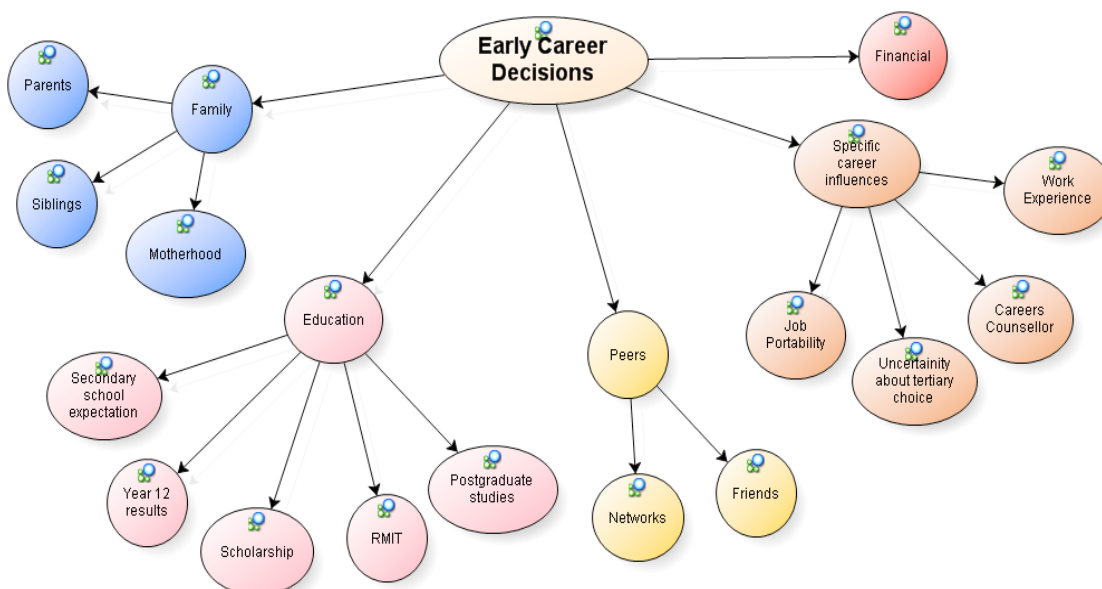 Early Career
Decisions
Financial
Parents
Family
Siblings
Motherhood
Specific
career
influences
Work
Experience
Job
Portability
Careers
Counsellor
Uncertainity
about tertiary
choice
Education
Peers
Secondary
school
expectation
Year 12
results
Scholarship
RMIT
Postgraduate
studies
Networks
Friends